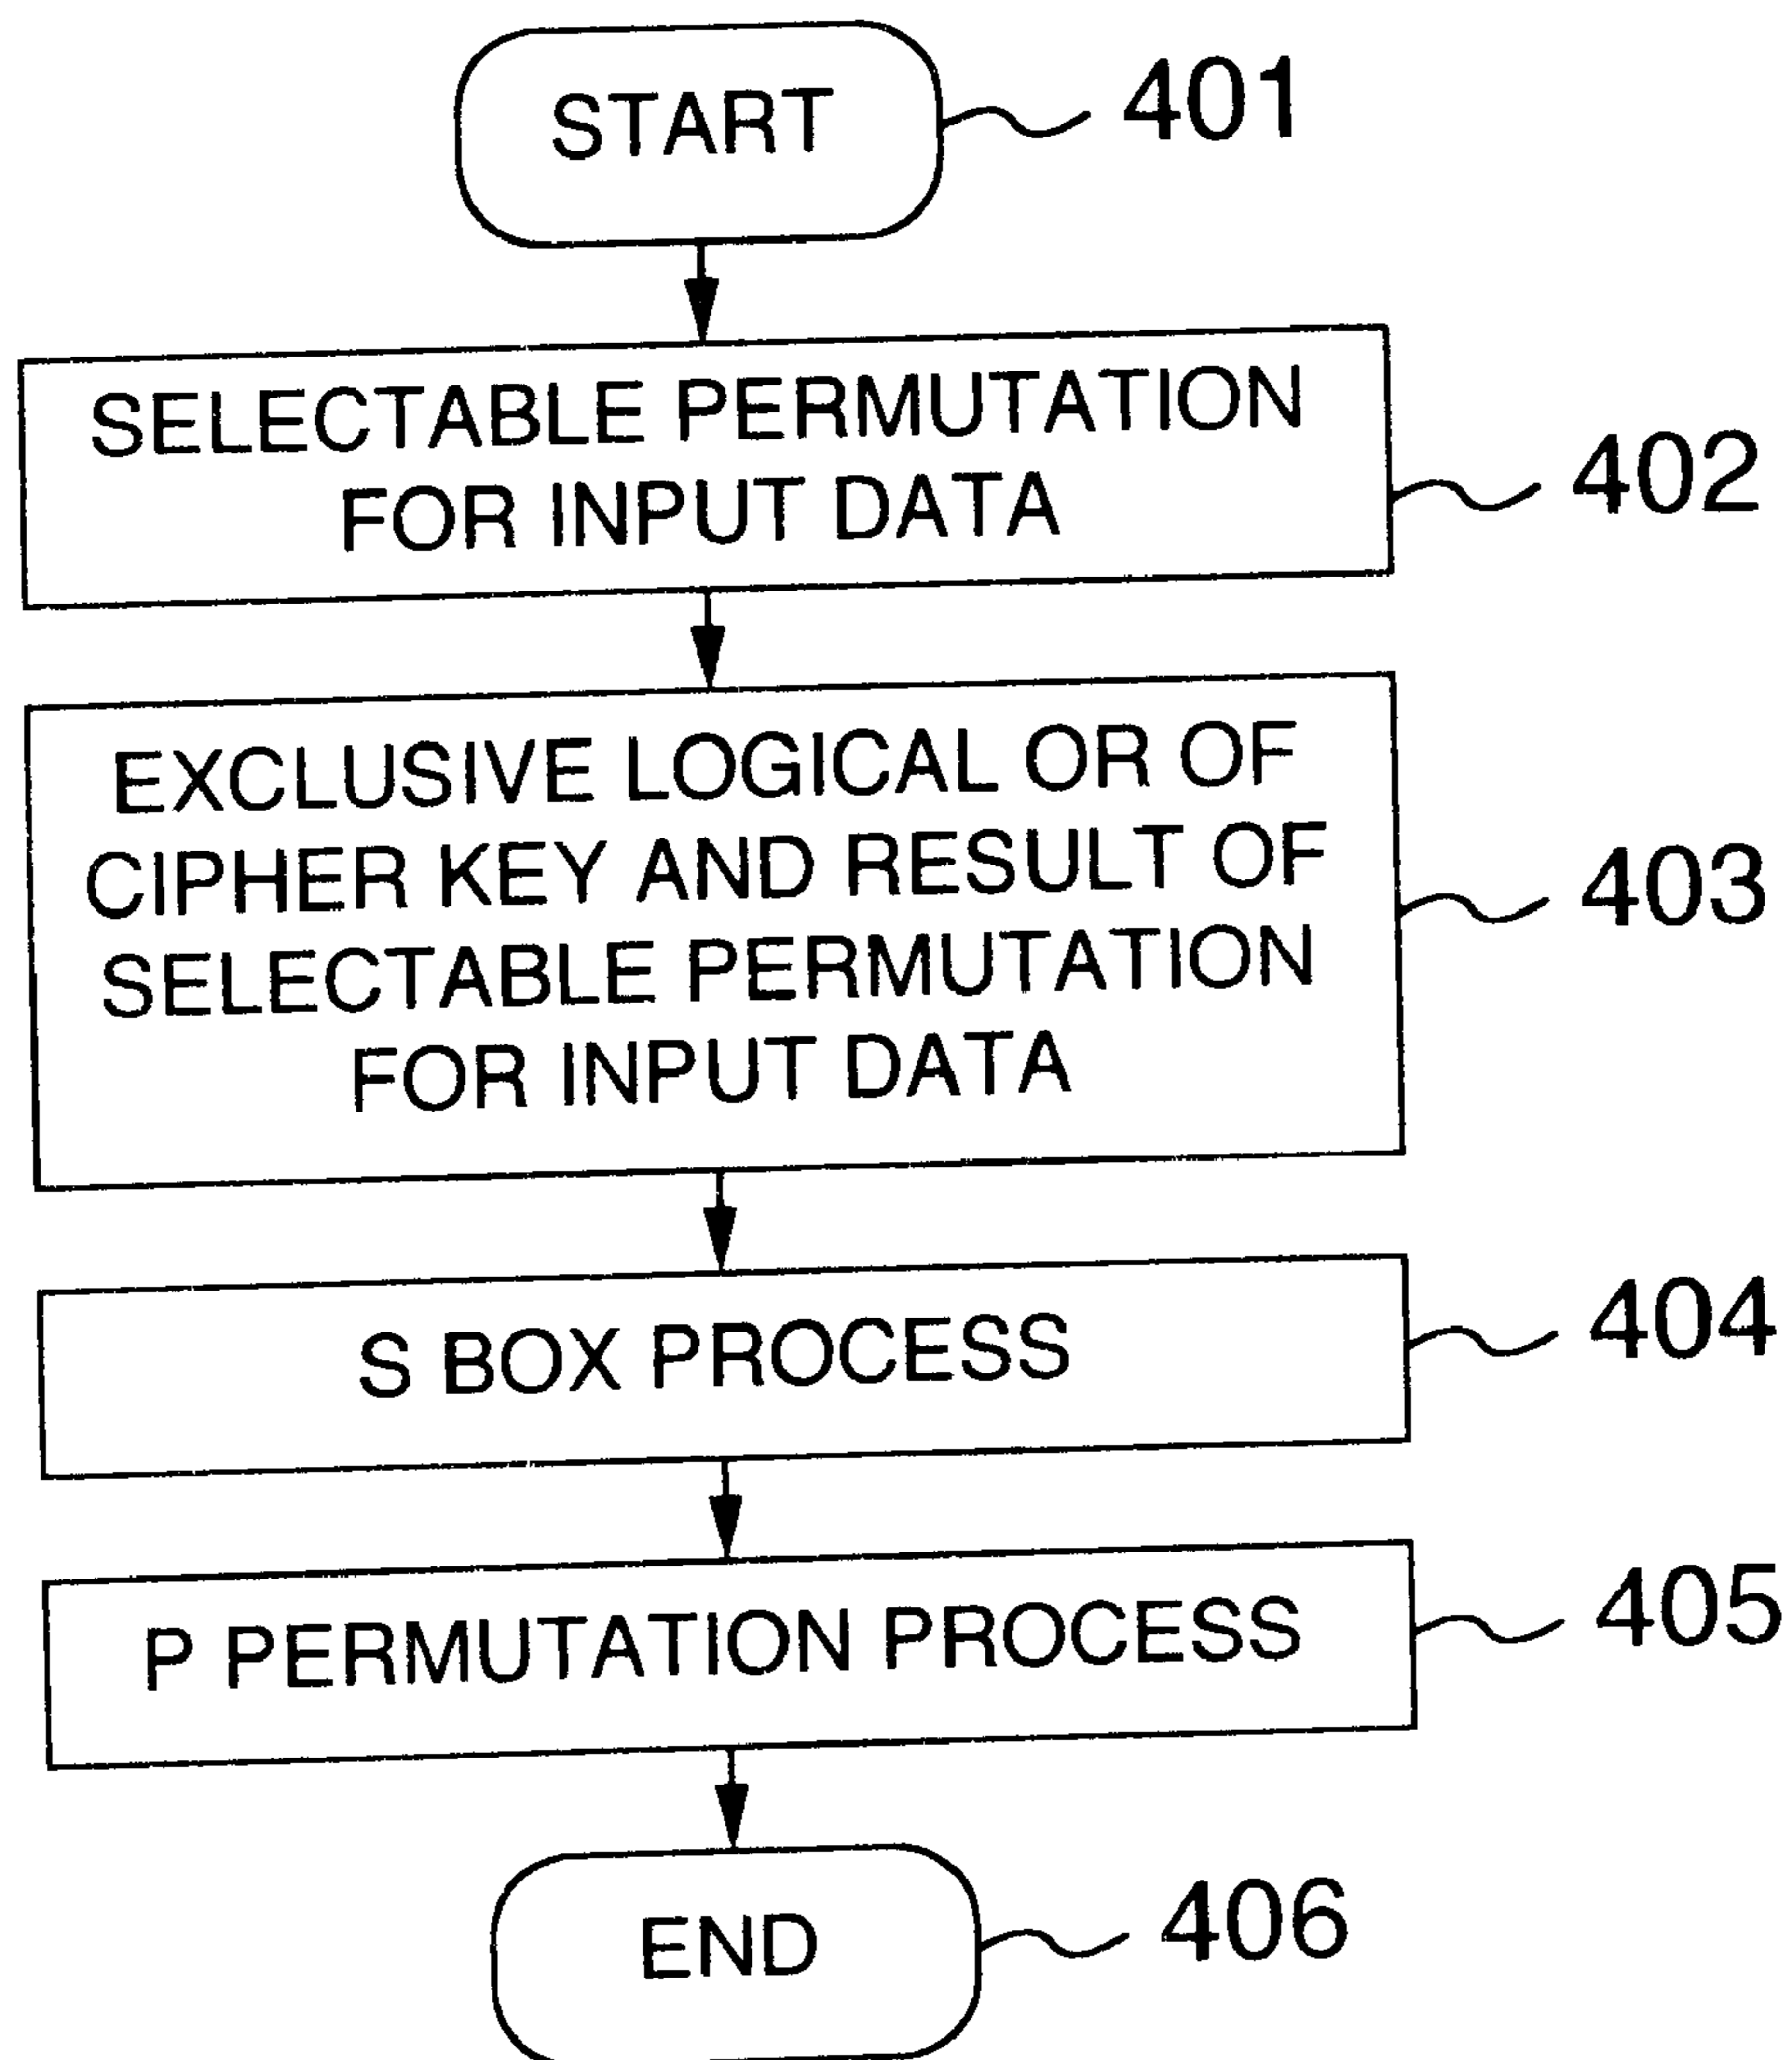 START
401
SELECTABLE PERMUTATION
FOR INPUT DATA
402
EXCLUSIVE LOGICAL OR OF
CIPHER KEY AND RESULT OF
SELECTABLE PERMUTATION
FOR INPUT DATA
403
S BOX PROCESS
404
P PERMUTATION PROCESS
405
END
406